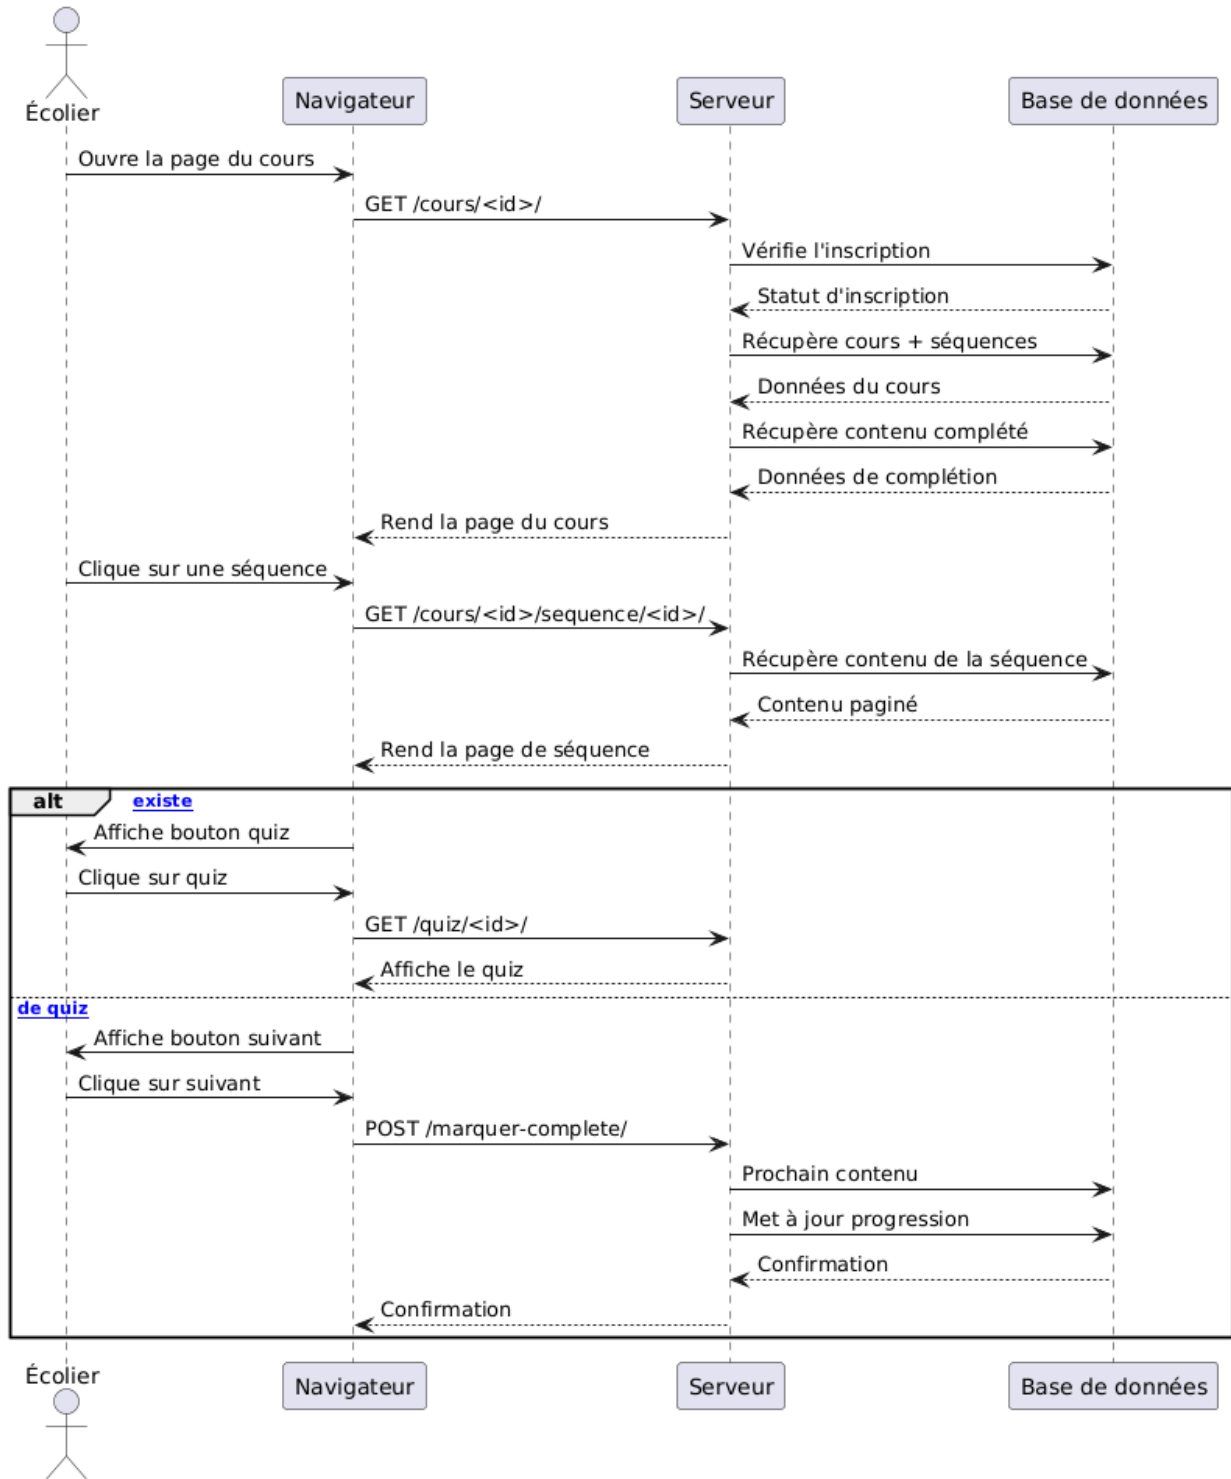 Écolier
Navigateur
Serveur
Base de données
Ouvre la page du cours
GET /cours/<id>/
Vérifie l'inscription
Statut d'inscription
Récupère cours + séquences
Données du cours
Récupère contenu complété
Données de complétion
Rend la page du cours
Clique sur une séquence
GET /cours/<id>/sequence/<id>/
Récupère contenu de la séquence
Contenu paginé
Rend la page de séquence
alt existe
Affiche bouton quiz
Clique sur quiz
GET /quiz/<id>/
Affiche le quiz
de quiz
Affiche bouton suivant
Clique sur suivant
POST /marquer-complete/
Prochain contenu
Met à jour progression
Confirmation
Confirmation
Écolier
Navigateur
Serveur
Base de données